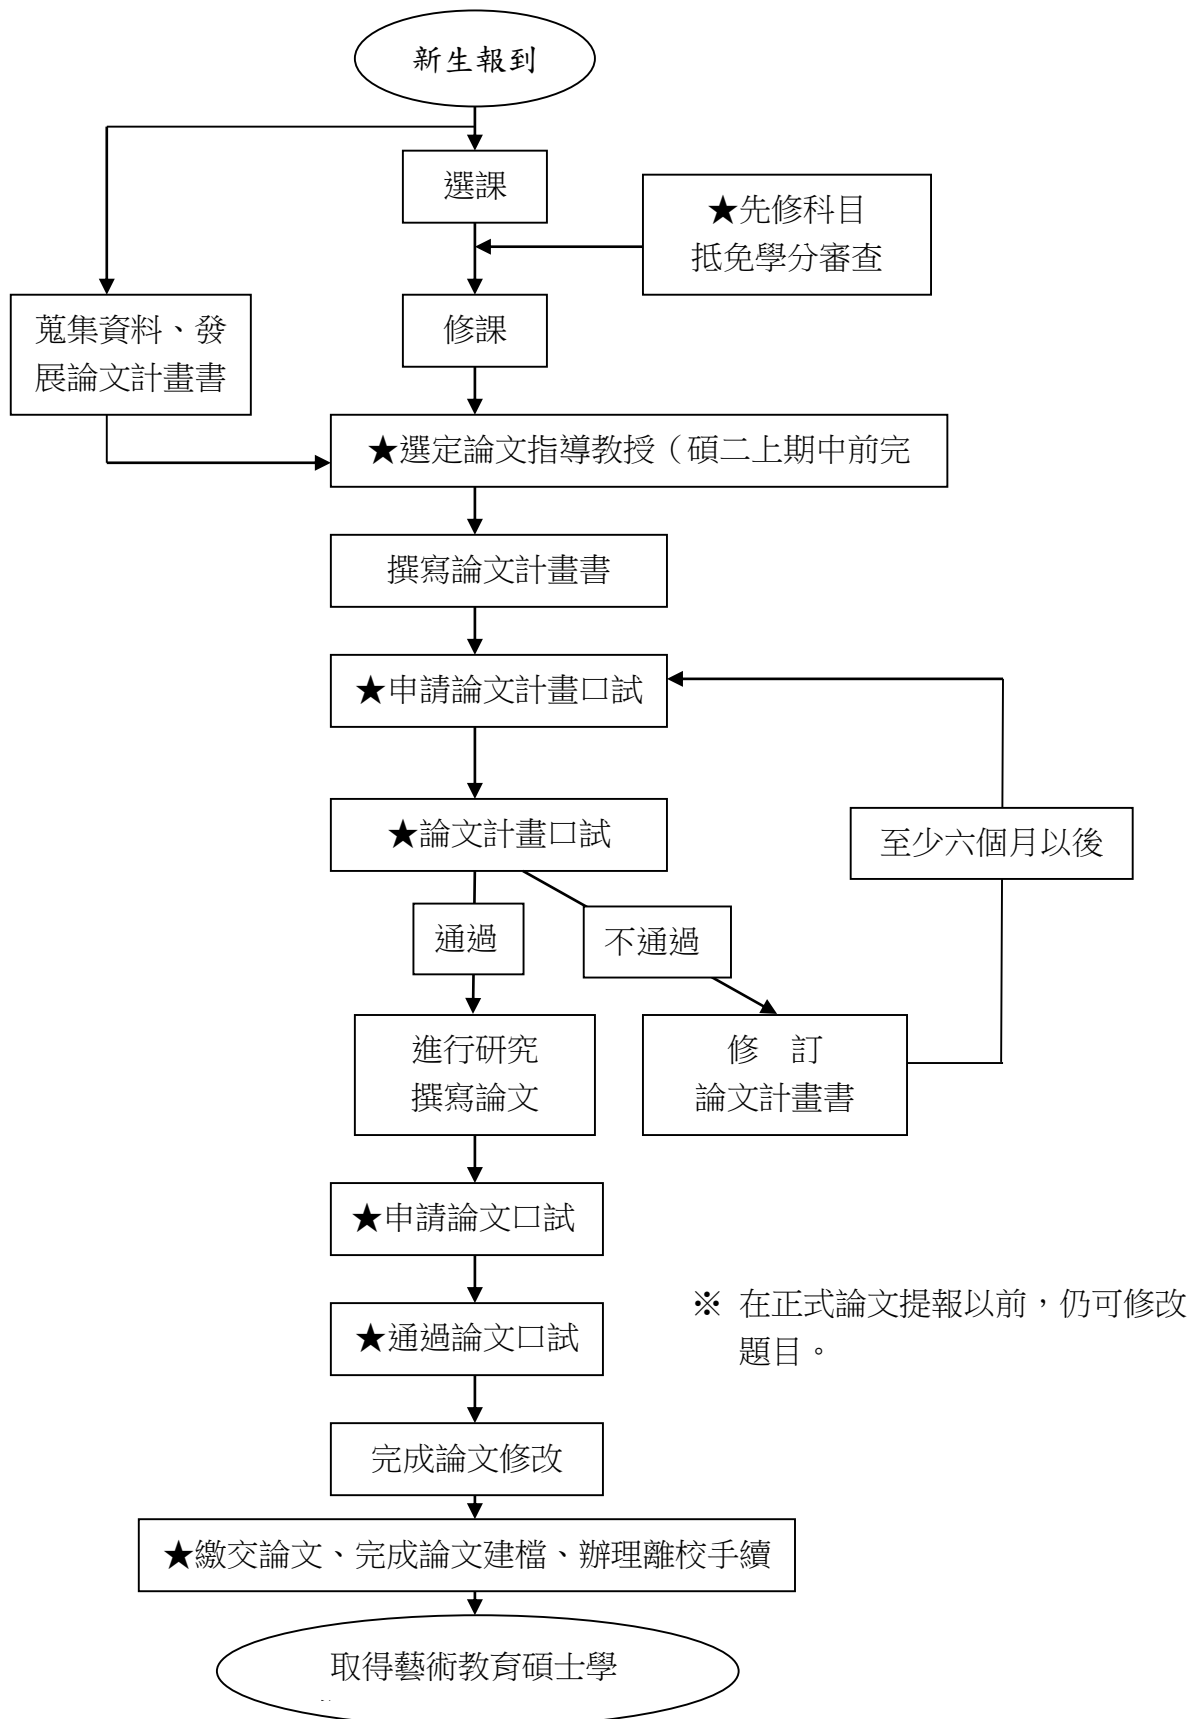 新生報到
選課
★先修科目
抵免學分審查
蒐集資料、發
展論文計畫書
修課
★選定論文指導教授（碩二上期中前完
撰寫論文計畫書
★申請論文計畫口試
★論文計畫口試
至少六個月以後
通過
不通過
進行研究
撰寫論文
修　訂
論文計畫書
★申請論文口試
※ 在正式論文提報以前，仍可修改
題目。
★通過論文口試
完成論文修改
★繳交論文、完成論文建檔、辦理離校手續
取得藝術教育碩士學